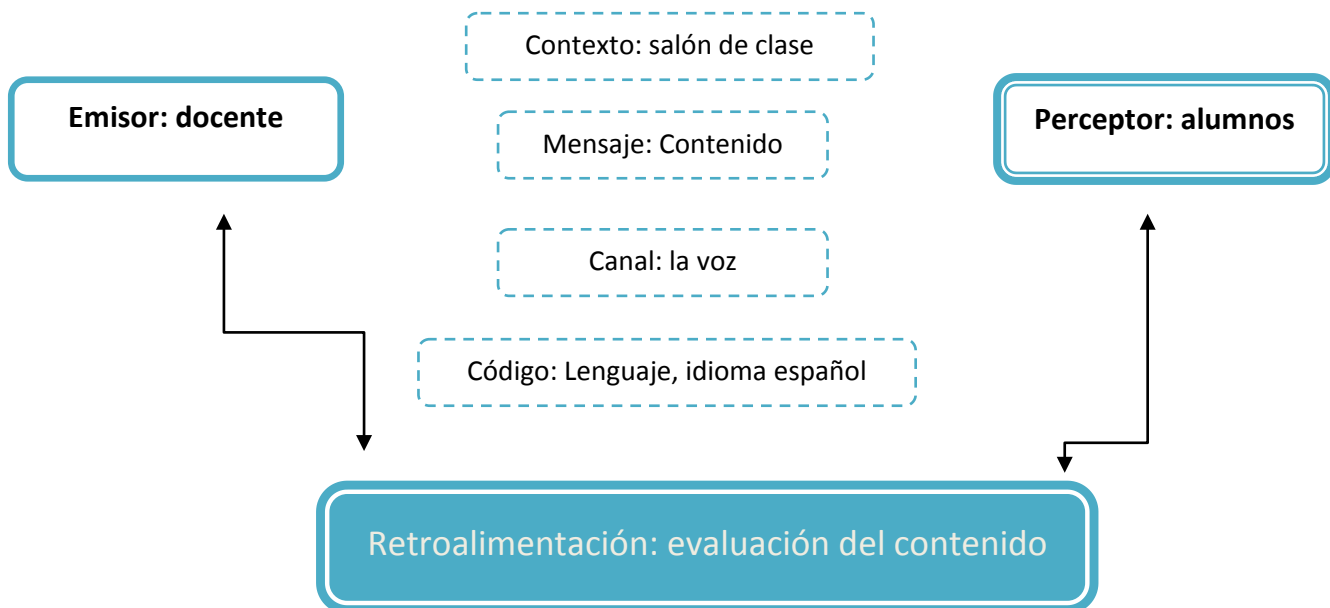 Contexto: salón de clase
Emisor: docente
Perceptor: alumnos
Mensaje: Contenido
Canal: la voz
Código: Lenguaje, idioma español
Retroalimentación: evaluación del contenido